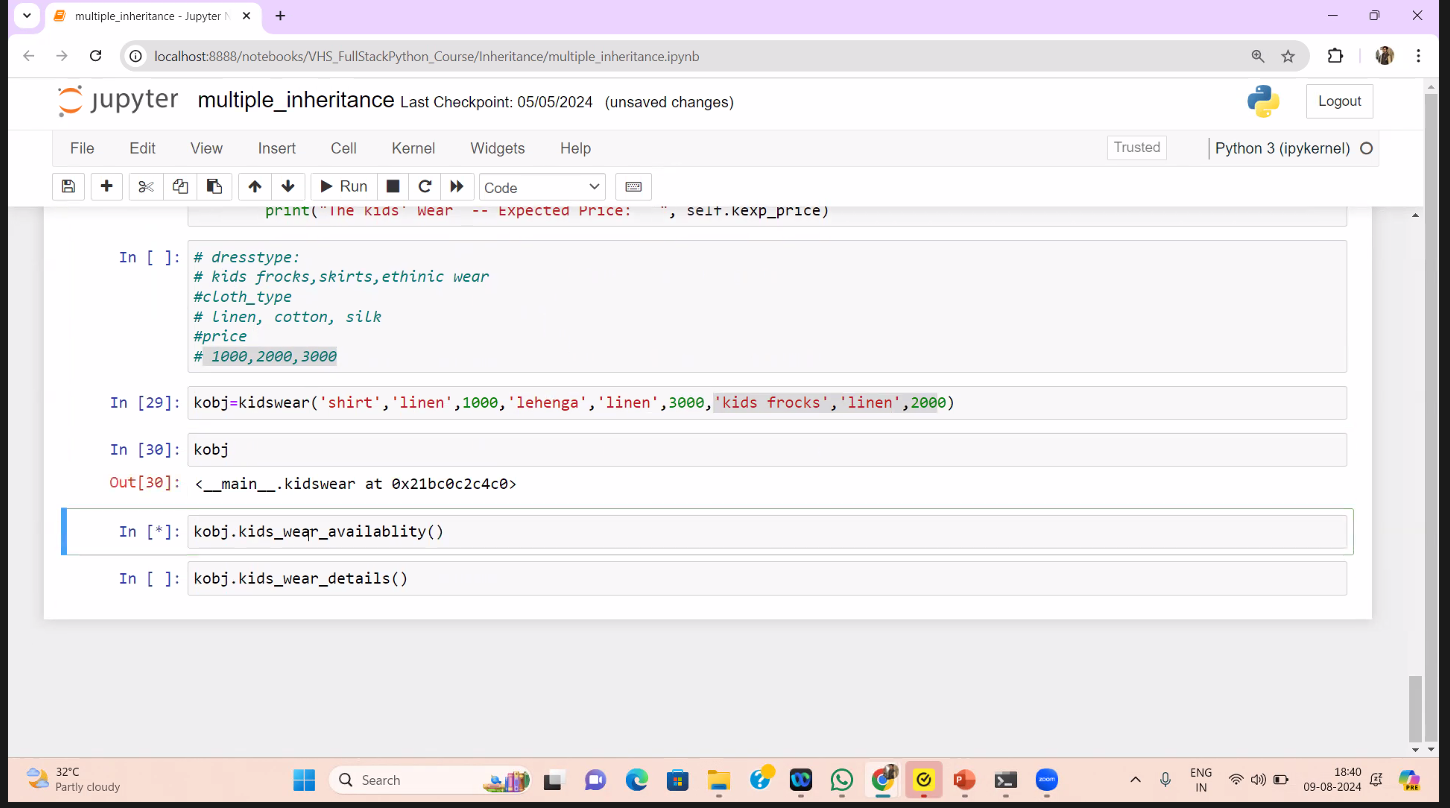 multiple_inheritance - Jupyter N
localhost:8888/notebooks/VHS_FullStackPython_Course/Inheritance/multiple_inheritance.ipynb
jupyter multiple_inheritance Last Checkpoint: 05/05/2024 (unsaved changes)
Logout
File Edit View Insert Cell Kernel Widgets Help Trusted Python 3 (ipykernel)
Run Code
print("The kids' Wear -- Expected Price: ", self.kexp_price)
In [ ]: # dresstype:
# kids frocks,skirts,ethinic wear
#cloth_type
# linen, cotton, silk
#price
# 1000,2000,3000
In [29]: kobj=kidswear('shirt','linen',1000,'lehenga','linen',3000,'kids frocks','linen',2000)
In [30]: kobj
Out[30]: <__main__.kidswear at 0x21bc0c2c4c0>
In [*]: kobj.kids_wear_availablity()
In [ ]: kobj.kids_wear_details()
32°C
Partly cloudy
Search
ENG
IN
18:40
09-08-2024
PRE
zoom